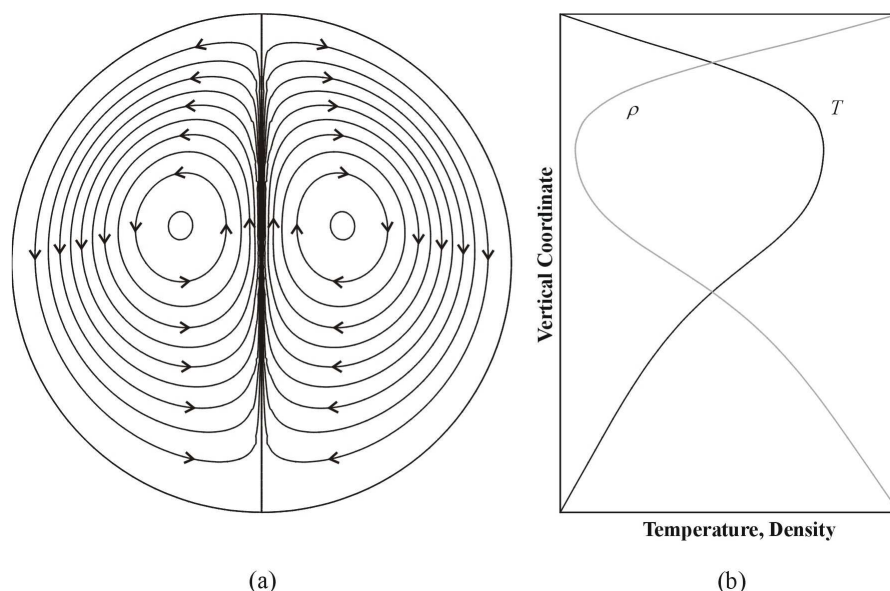 ρ
T
Vertical Coordinate
Temperature, Density
(a)
(b)